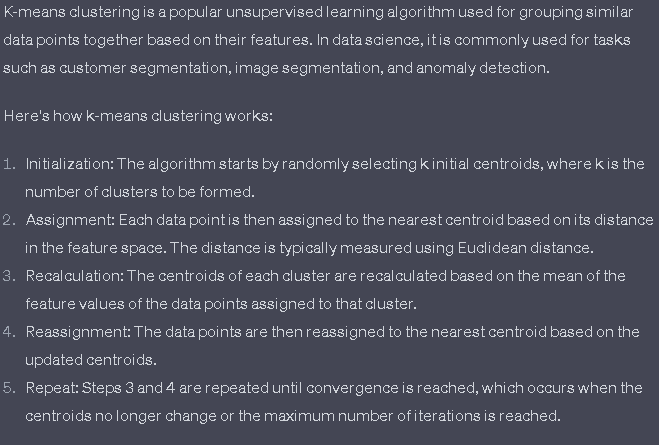 K-means clustering is a popular unsupervised learning algorithm used for grouping similar
data points together based on their features. In data science, it is commonly used for tasks
such as customer segmentation, image segmentation, and anomaly detection.
Here's how k-means clustering works:
1. Initialization: The algorithm starts by randomly selecting k initial centroids, where k is the
number of clusters to be formed.
2. Assignment: Each data point is then assigned to the nearest centroid based on its distance
in the feature space. The distance is typically measured using Euclidean distance.
3. Recalculation: The centroids of each cluster are recalculated based on the mean of the
feature values of the data points assigned to that cluster.
4. Reassignment: The data points are then reassigned to the nearest centroid based on the
updated centroids.
5. Repeat: Steps 3 and 4 are repeated until convergence is reached, which occurs when the
centroids no longer change or the maximum number of iterations is reached.